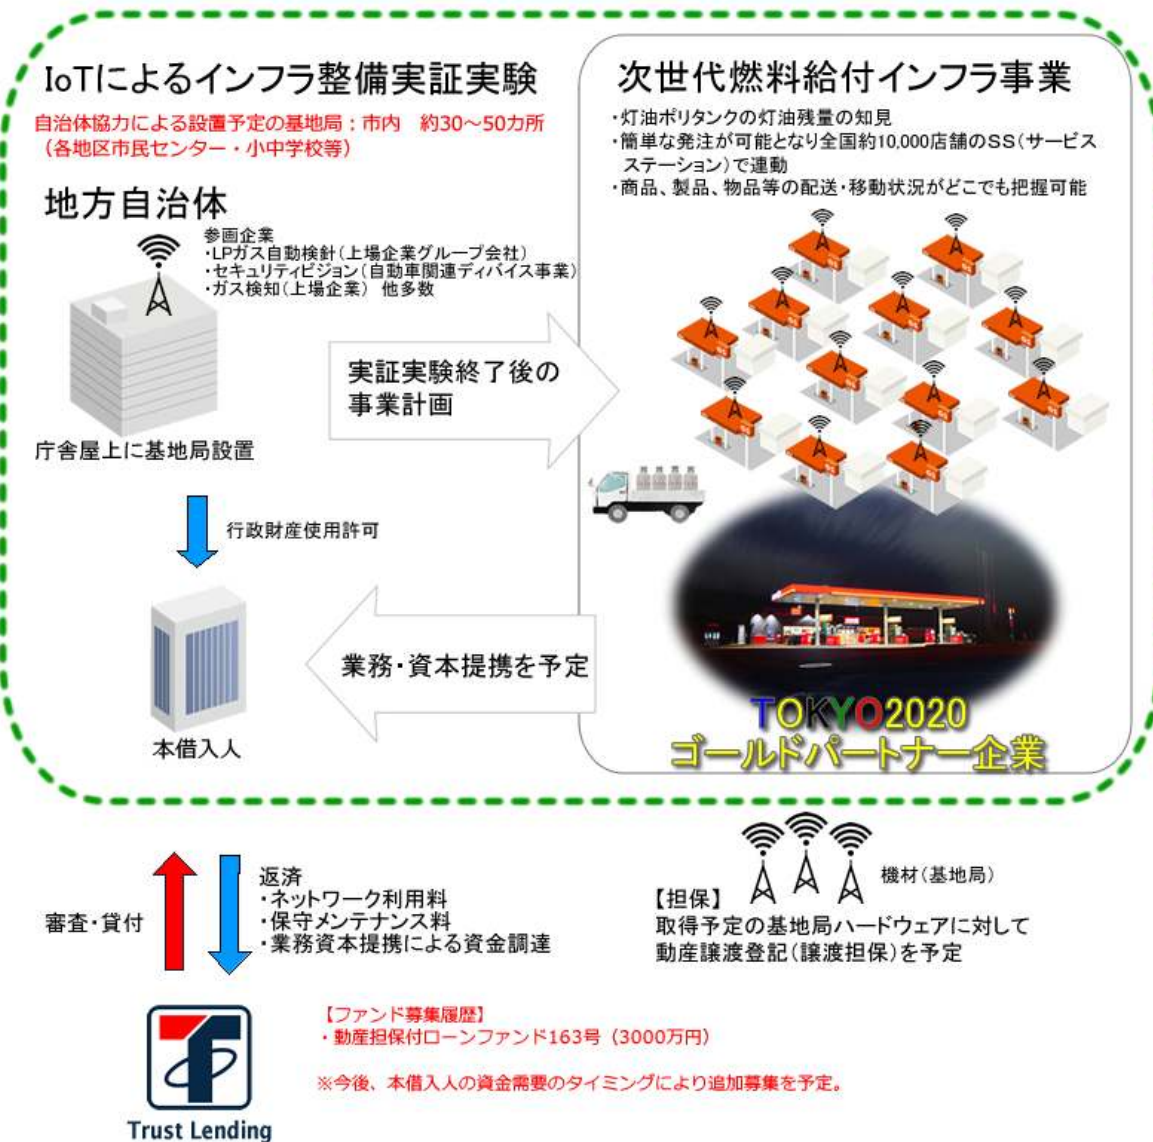 IoTによるインフラ整備実証実験
自治体協力による設置予定の基地局：市内　約30～50カ所
（各地区市民センター・小中学校等）
地方自治体
参画企業
・LPガス自動検針（上場企業グループ会社）
・セキュリティビジョン（自動車関連ディバイス事業）
・ガス検知（上場企業）　他多数
庁舎屋上に基地局設置
実証実験終了後の
事業計画
次世代燃料給付インフラ事業
・灯油ポリタンクの灯油残量の知見
・簡単な発注が可能となり全国約10,000店舗のSS（サービス
ステーション）で連動
・商品、製品、物品等の配送・移動状況がどこでも把握可能
行政財産使用許可
本借入人
業務・資本提携を予定
TOKYO2020
ゴールドパートナー企業
審査・貸付
返済
・ネットワーク利用料
・保守メンテナンス料
・業務資本提携による資金調達
機材（基地局）
【担保】
取得予定の基地局ハードウェアに対して
動産譲渡登記（譲渡担保）を予定
【ファンド募集履歴】
・動産担保付ローンファンド163号（3000万円）
※今後、本借入人の資金需要のタイミングにより追加募集を予定。
Trust Lending